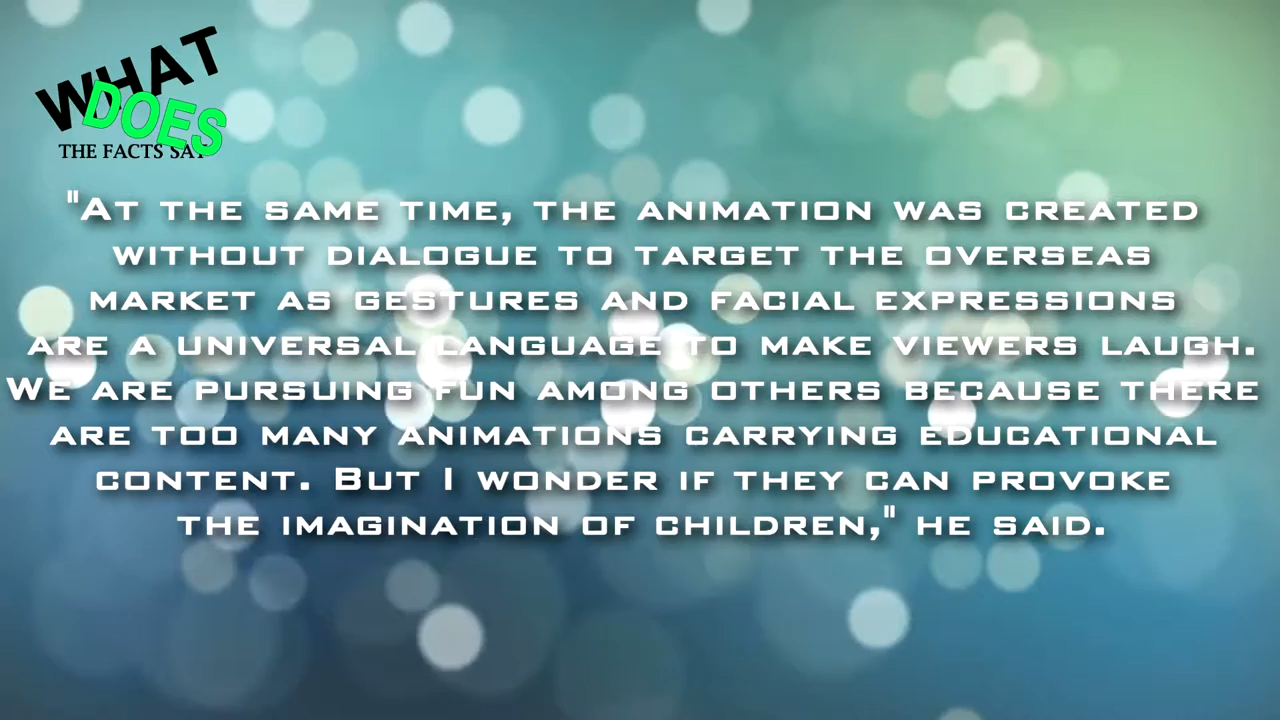 WHAT
DOES
THE FACTS SAY
"At the same time, the animation was created
without dialogue to target the overseas
market as gestures and facial expressions
are a universal language to make viewers laugh.
We are pursuing fun among others because there
are too many animations carrying educational
content. But I wonder if they can provoke
the imagination of children," he said.